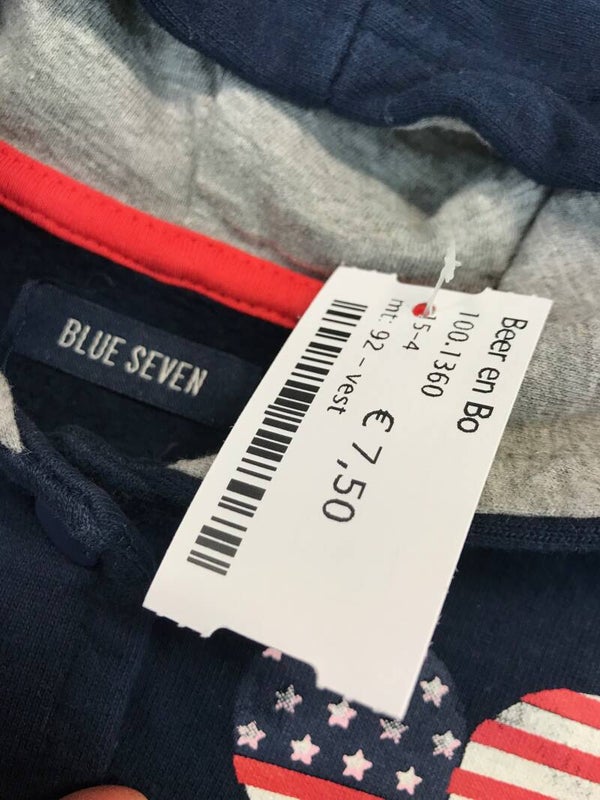 BLUE SEVEN
Beer en Bo
100.1360
15-4
mt: 92 - vest
€ 7,50